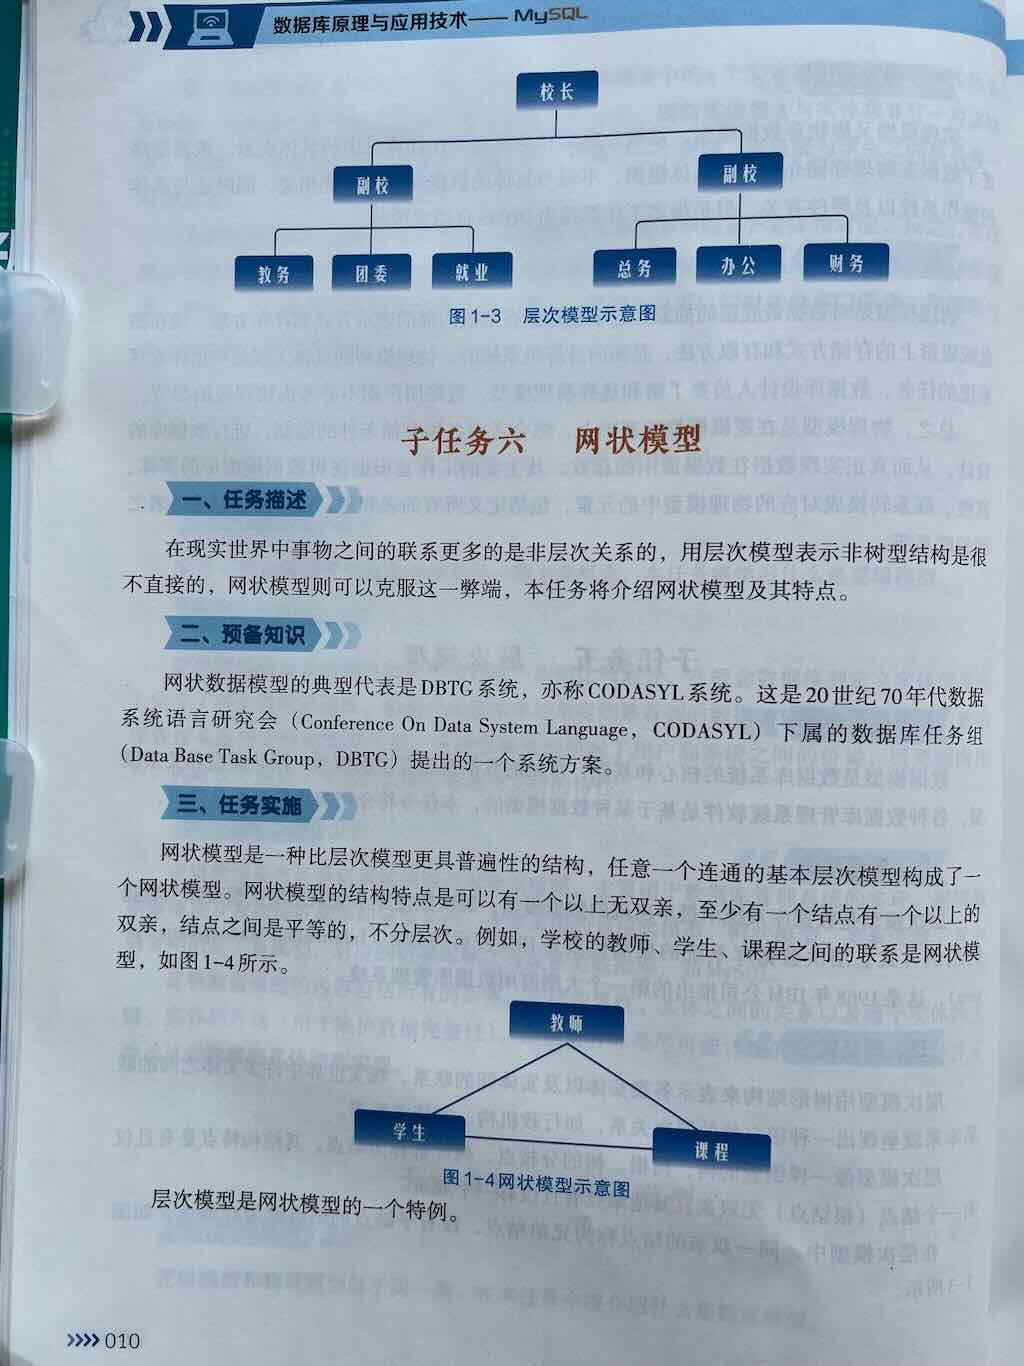 数据库原理与应用技术—— MySQL
校长
副校 副校
教务 团委 就业 总务 办公 财务
图1-3 层次模型示意图
子任务六 网状模型
一、任务描述
在现实世界中事物之间的联系更多的是非层次关系的，用层次模型表示非树型结构是很
不直接的，网状模型则可以克服这一弊端，本任务将介绍网状模型及其特点。
二、预备知识
网状数据模型的典型代表是DBTG系统，亦称CODASYL系统。这是20世纪70年代数据
系统语言研究会（Conference On Data System Language，CODASYL）下属的数据库任务组
（Data Base Task Group，DBTG）提出的一个系统方案。
三、任务实施
网状模型是一种比层次模型更具普遍性的结构，任意一个连通的基本层次模型构成了一
个网状模型。网状模型的结构特点是可以有一个以上无双亲，至少有一个结点有一个以上的
双亲，结点之间是平等的，不分层次。例如，学校的教师、学生、课程之间的联系是网状模
型，如图1-4所示。
教师
学生
课程
图1-4网状模型示意图
层次模型是网状模型的一个特例。
010